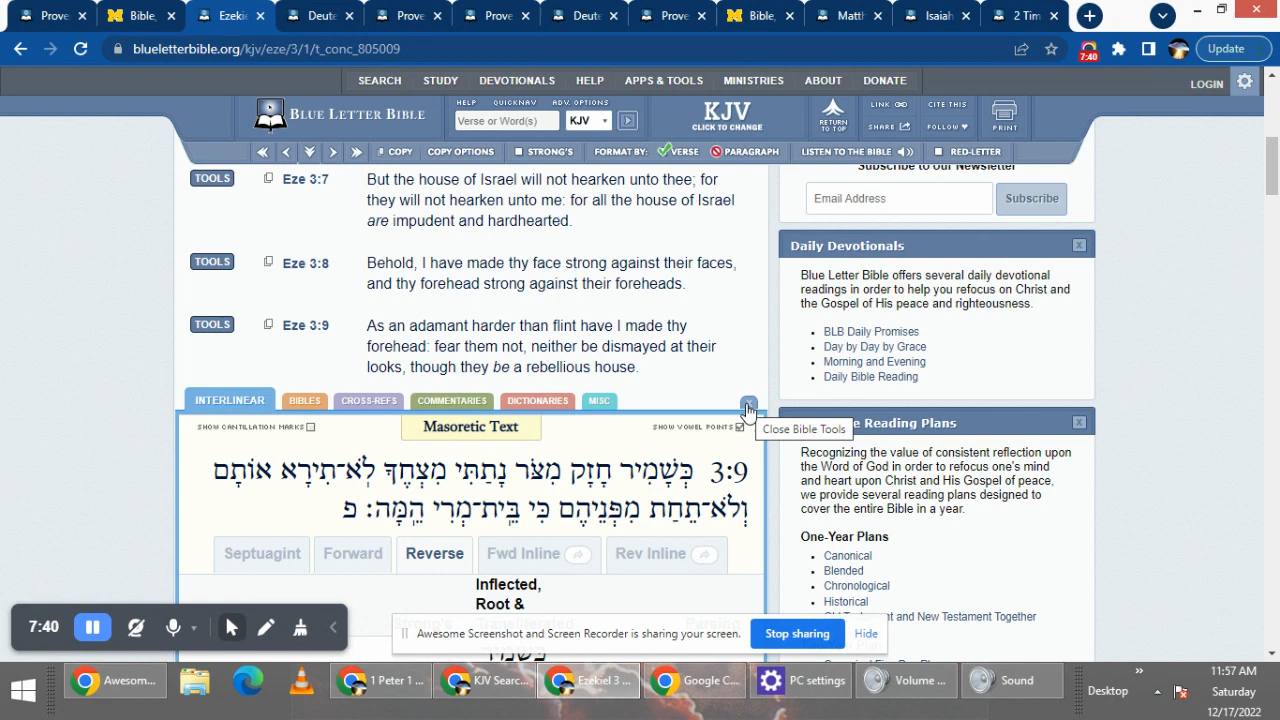 Prove
Bible,
Ezekie
Deute
Prove
Prove
Deute
Prove
Bible,
Matth
Isaiah
2 Tim
blueletterbible.org/kjv/eze/3/1/t_conc_805009
7:40
Update
SEARCH STUDY DEVOTIONALS HELP APPS & TOOLS MINISTRIES ABOUT DONATE
LOGIN
BLUE LETTER BIBLE
HELP QUICKNAV ADV. OPTIONS
Verse or Word(s)
KJV
KJV
CLICK TO CHANGE
RETURN TO TOP
LINK
CITE THIS
SHARE
FOLLOW
PRINT
COPY COPY OPTIONS STRONG'S FORMAT BY: VERSE PARAGRAPH LISTEN TO THE BIBLE RED-LETTER
TOOLS Eze 3:7 But the house of Israel will not hearken unto thee; for
they will not hearken unto me: for all the house of Israel
are impudent and hardhearted.
TOOLS Eze 3:8 Behold, I have made thy face strong against their faces,
and thy forehead strong against their foreheads.
TOOLS Eze 3:9 As an adamant harder than flint have I made thy
forehead: fear them not, neither be dismayed at their
looks, though they be a rebellious house.
INTERLINEAR BIBLES CROSS-REFS COMMENTARIES DICTIONARIES MISC
Close Bible Tools
SHOW CANTILLATION MARKS
Masoretic Text
SHOW VOWEL POINTS
3:9 כְּשָׁמִיר חָזָק מִצֹּר נָתַתִּי מִצְחֶךָ לֹֽא־תִירָא אוֹתָם
וְלֹא־תֵחַת מִפְּנֵיהֶם כִּי בֵּֽית־מְרִי הֵֽמָּה׃ פ
Septuagint Forward Reverse Fwd Inline Rev Inline
Inflected,
Root &
Strong's Transliterated Parsing
Subscribe to our Newsletter
Email Address
Subscribe
Daily Devotionals
Blue Letter Bible offers several daily devotional
readings in order to help you refocus on Christ and
the Gospel of His peace and righteousness.
BLB Daily Promises
Day by Day by Grace
Morning and Evening
Daily Bible Reading
Reading Plans
Recognizing the value of consistent reflection upon
the Word of God in order to refocus one's mind
and heart upon Christ and His Gospel of peace,
we provide several reading plans designed to
cover the entire Bible in a year.
One-Year Plans
Canonical
Blended
Chronological
Historical
Old Testament and New Testament Together
7:40
Awesome Screenshot and Screen Recorder is sharing your screen.
Stop sharing
Hide
Awesom...
1 Peter 1 ...
KJV Searc...
Ezekiel 3 ...
Google C...
PC settings
Volume ...
Sound
Desktop
11:57 AM
Saturday
12/17/2022